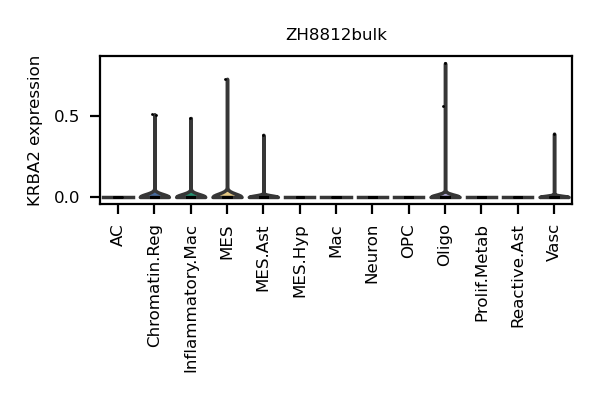 ZH8812bulk
KRBA2 expression
0.5
0.0
AC
Chromatin.Reg
Inflammatory.Mac
MES
MES.Ast
MES.Hyp
Mac
Neuron
OPC
Oligo
Prolif.Metab
Reactive.Ast
Vasc